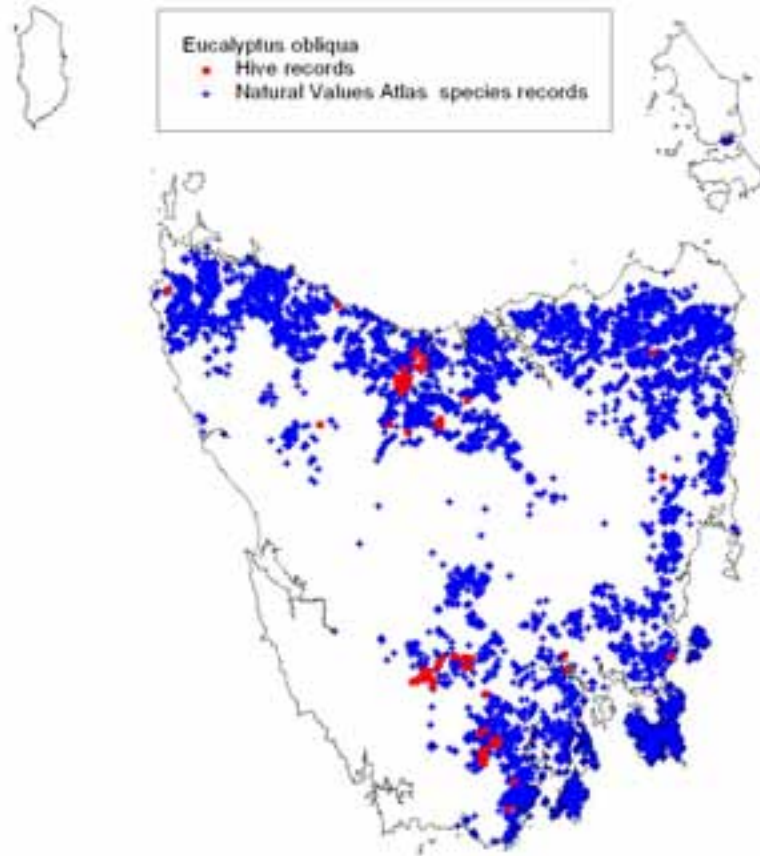 Eucalyptus obliqua
Hive records
Natural Values Atlas species records